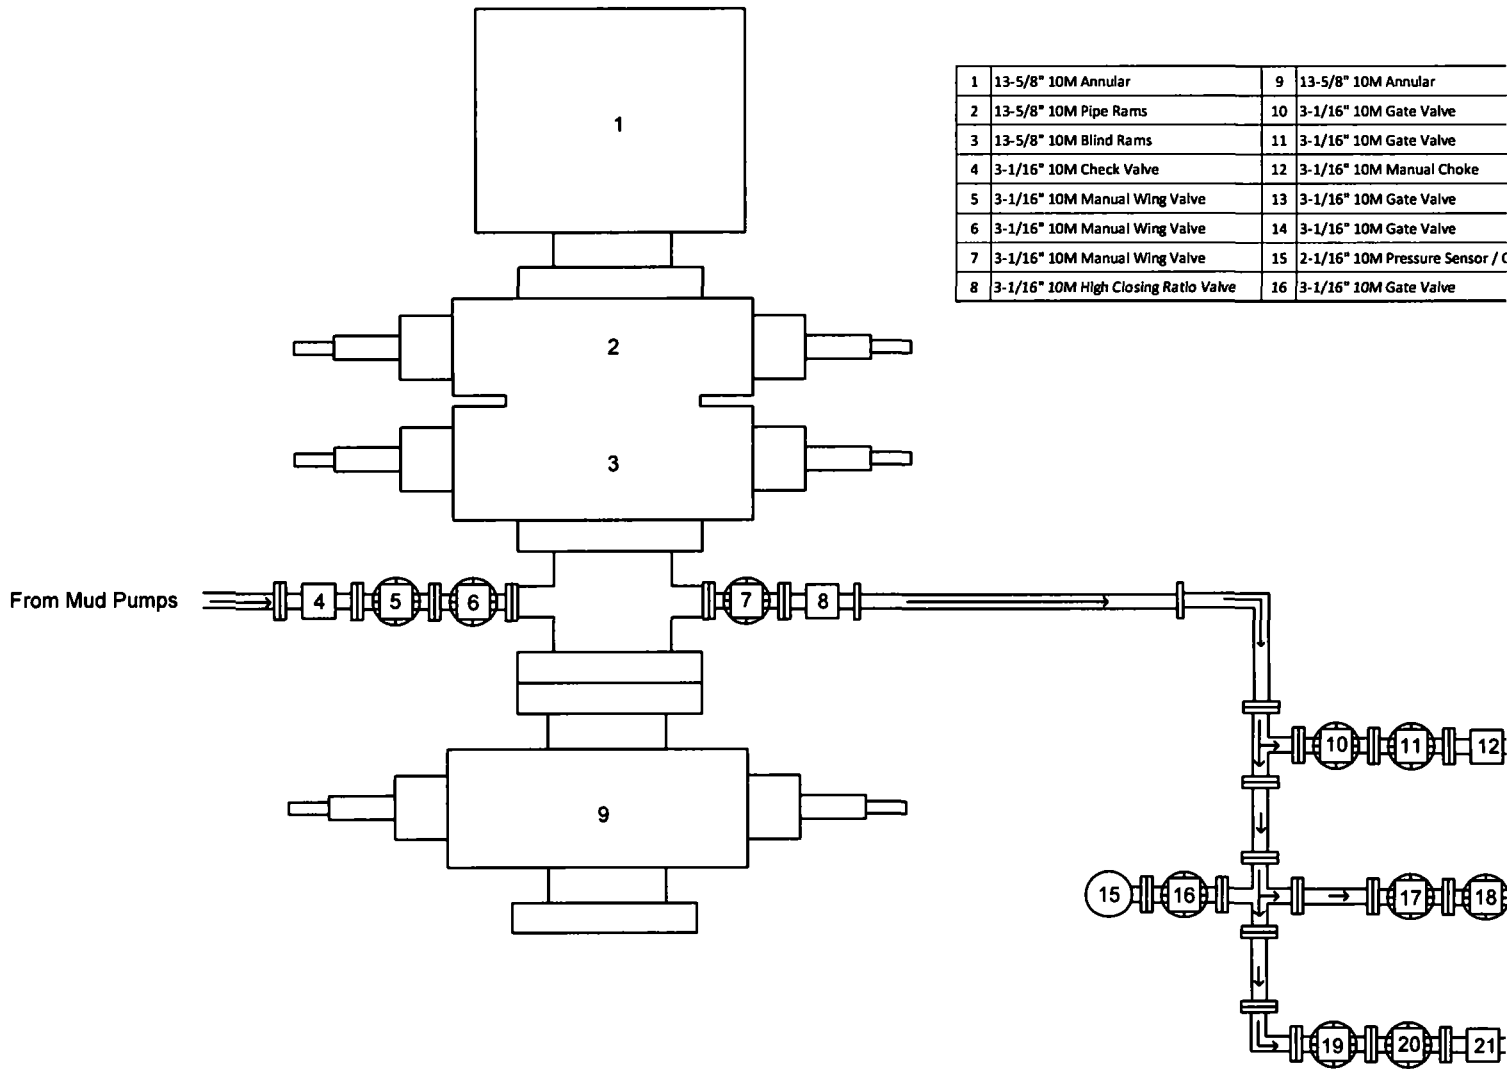 1
1 13-5/8" 10M Annular 9 13-5/8" 10M Annular
2 13-5/8" 10M Pipe Rams 10 3-1/16" 10M Gate Valve
3 13-5/8" 10M Blind Rams 11 3-1/16" 10M Gate Valve
4 3-1/16" 10M Check Valve 12 3-1/16" 10M Manual Choke
5 3-1/16" 10M Manual Wing Valve 13 3-1/16" 10M Gate Valve
6 3-1/16" 10M Manual Wing Valve 14 3-1/16" 10M Gate Valve
7 3-1/16" 10M Manual Wing Valve 15 2-1/16" 10M Pressure Sensor /
8 3-1/16" 10M High Closing Ratio Valve 16 3-1/16" 10M Gate Valve
2
3
From Mud Pumps 4 5 6 7 8
10 11 12
9
15 16 17 18
19 20 21